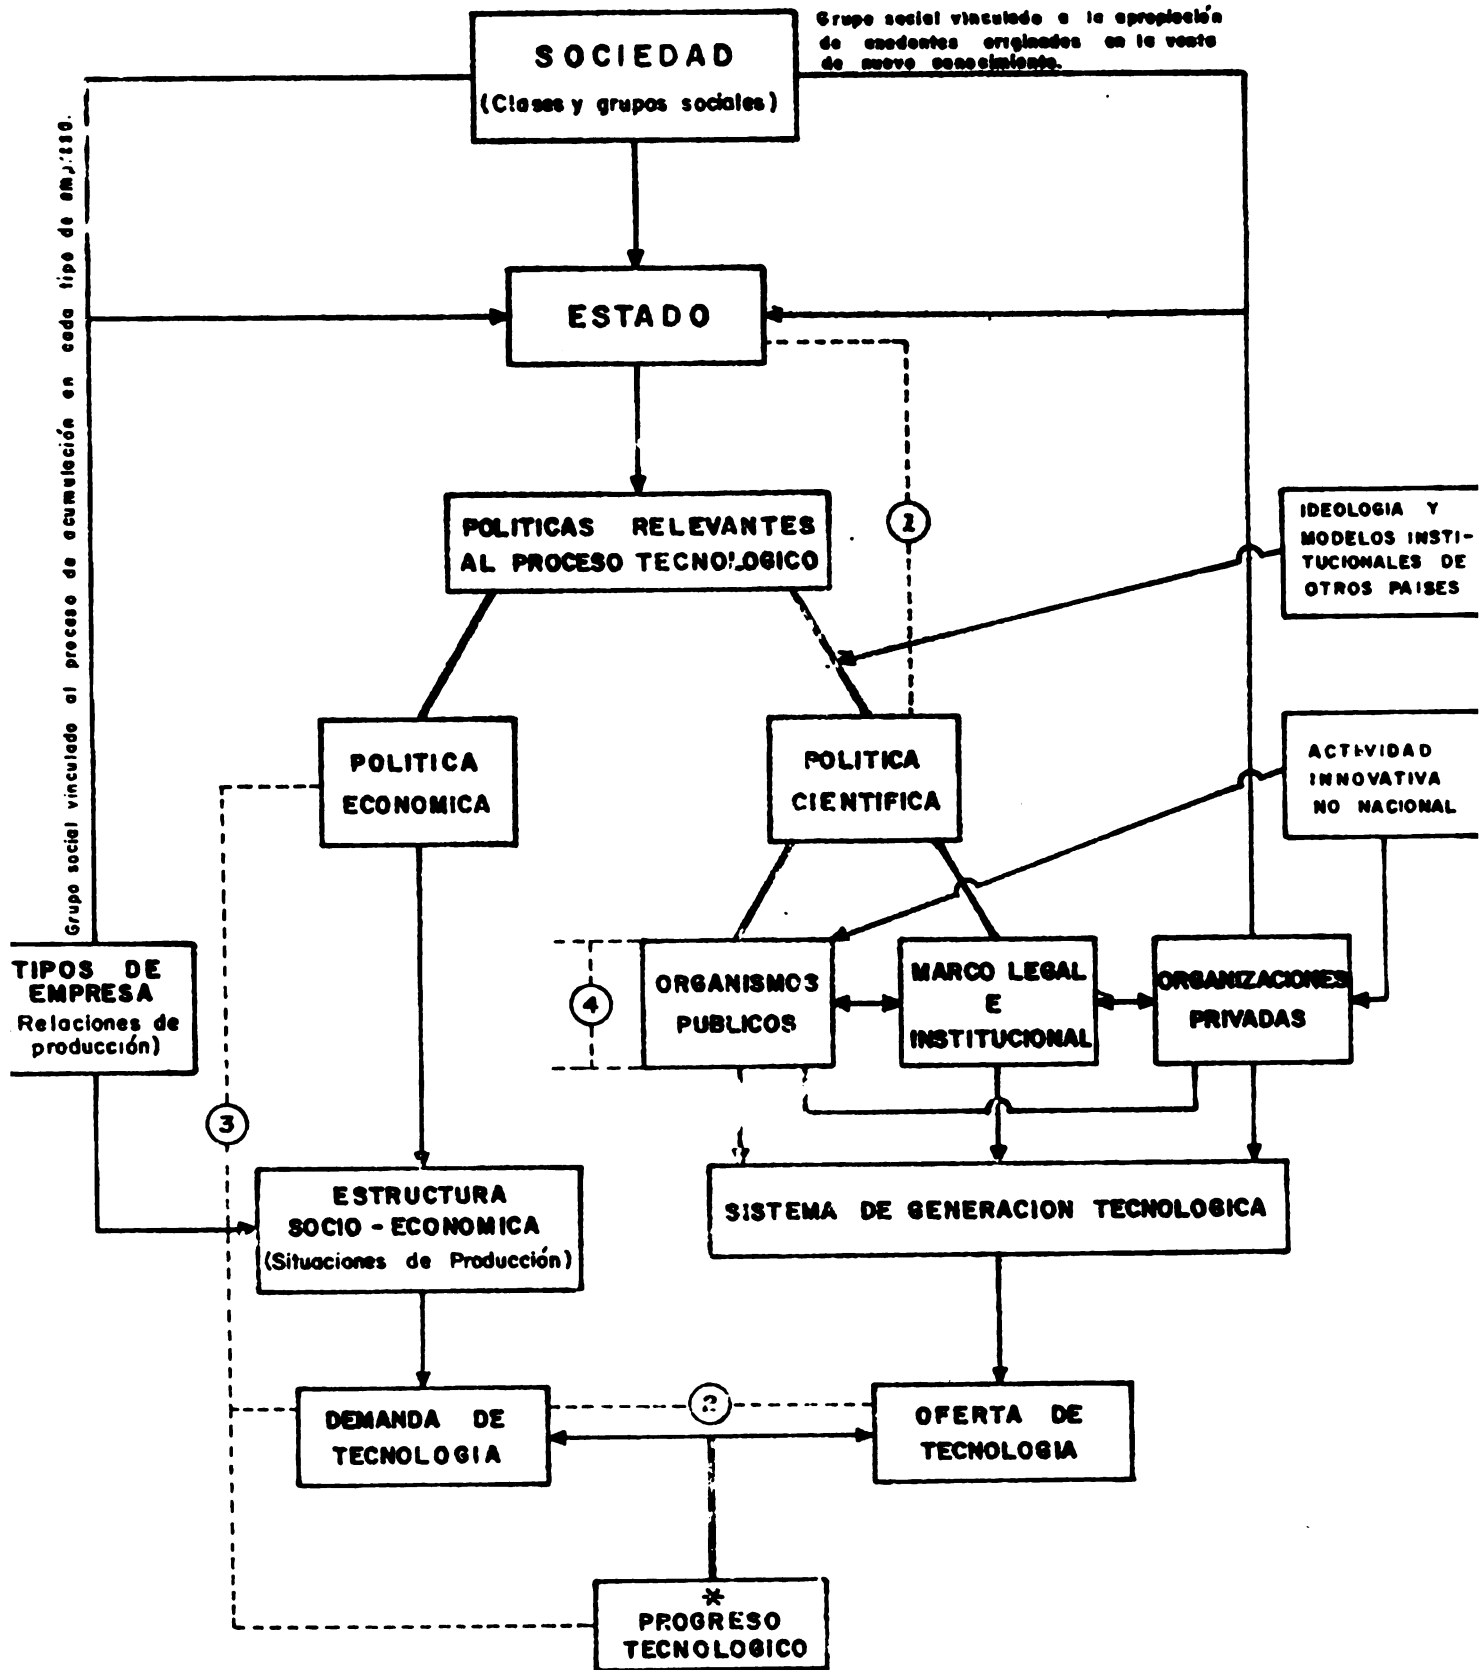 Grupo social vinculado a la apropiación
de exedentes originados en la venta
de nuevo conocimiento.
SOCIEDAD
(Clases y grupos sociales)
Grupo social vinculado al proceso de acumulación en cada tipo de empresa.
ESTADO
1
POLITICAS RELEVANTES
AL PROCESO TECNOLOGICO
IDEOLOGIA Y
MODELOS INSTI-
TUCIONALES DE
OTROS PAISES
POLITICA
ECONOMICA
POLITICA
CIENTIFICA
ACTIVIDAD
INNOVATIVA
NO NACIONAL
TIPOS DE
EMPRESA
Relaciones de
producción)
4
ORGANISMOS
PUBLICOS
MARCO LEGAL
E
INSTITUCIONAL
ORGANIZACIONES
PRIVADAS
3
ESTRUCTURA
SOCIO-ECONOMICA
(Situaciones de Producción)
SISTEMA DE GENERACION TECNOLOGICA
DEMANDA DE
TECNOLOGIA
2
OFERTA DE
TECNOLOGIA
*
PROGRESO
TECNOLOGICO